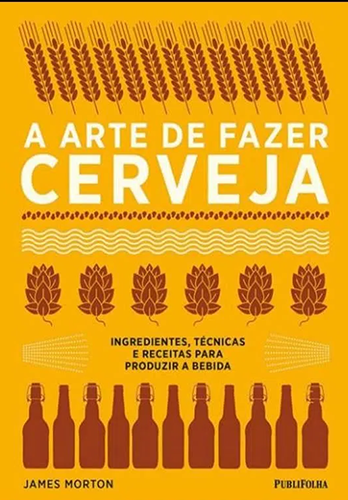 A ARTE DE FAZER
CERVEJA
INGREDIENTES, TÉCNICAS
E RECEITAS PARA
PRODUZIR A BEBIDA
JAMES MORTON
PUBLIFOLHA